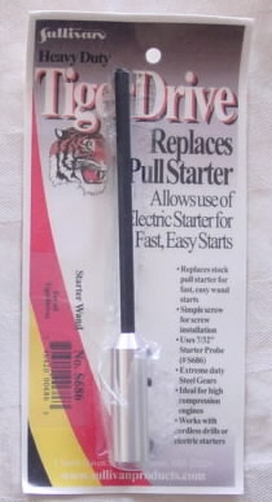 Sullivan
Heavy Duty
Tiger Drive
Replaces
Pull Starter
Allows use of
Electric Starter for
Fast, Easy Starts
• Replaces stock
pull starter for
fast, easy wand
starts
• Simple screw
for screw
installation
• Uses 7/32"
Starter Probe
(#S686)
• Extreme duty
Steel Gears
• Ideal for high
compression
engines
• Works with
cordless drills or
electric starters
Starter Wand
No. S686
www.sullivanproducts.com